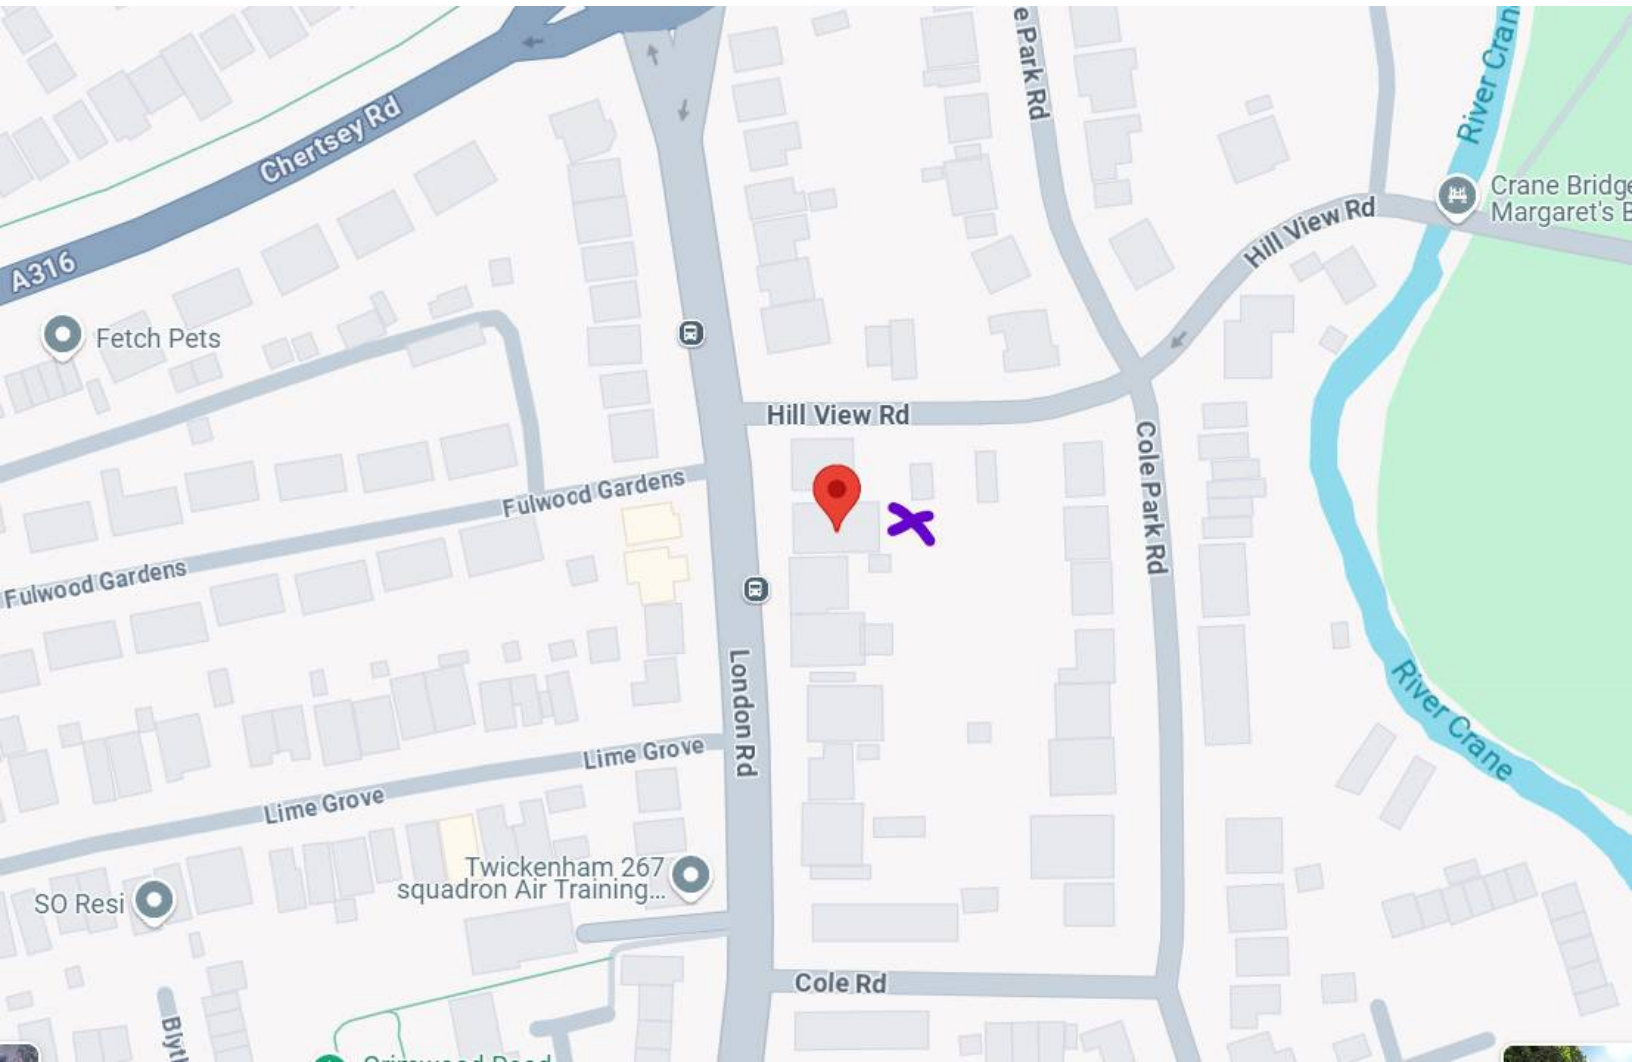 e Park Rd
River Cran
Chertsey Rd
Crane Bridge
Margaret's B
Hill View Rd
A316
Fetch Pets
Hill View Rd
Cole Park Rd
Fulwood Gardens
Fulwood Gardens
London Rd
River Crane
Lime Grove
Lime Grove
Twickenham 267
squadron Air Training...
SO Resi
Cole Rd
Blyth